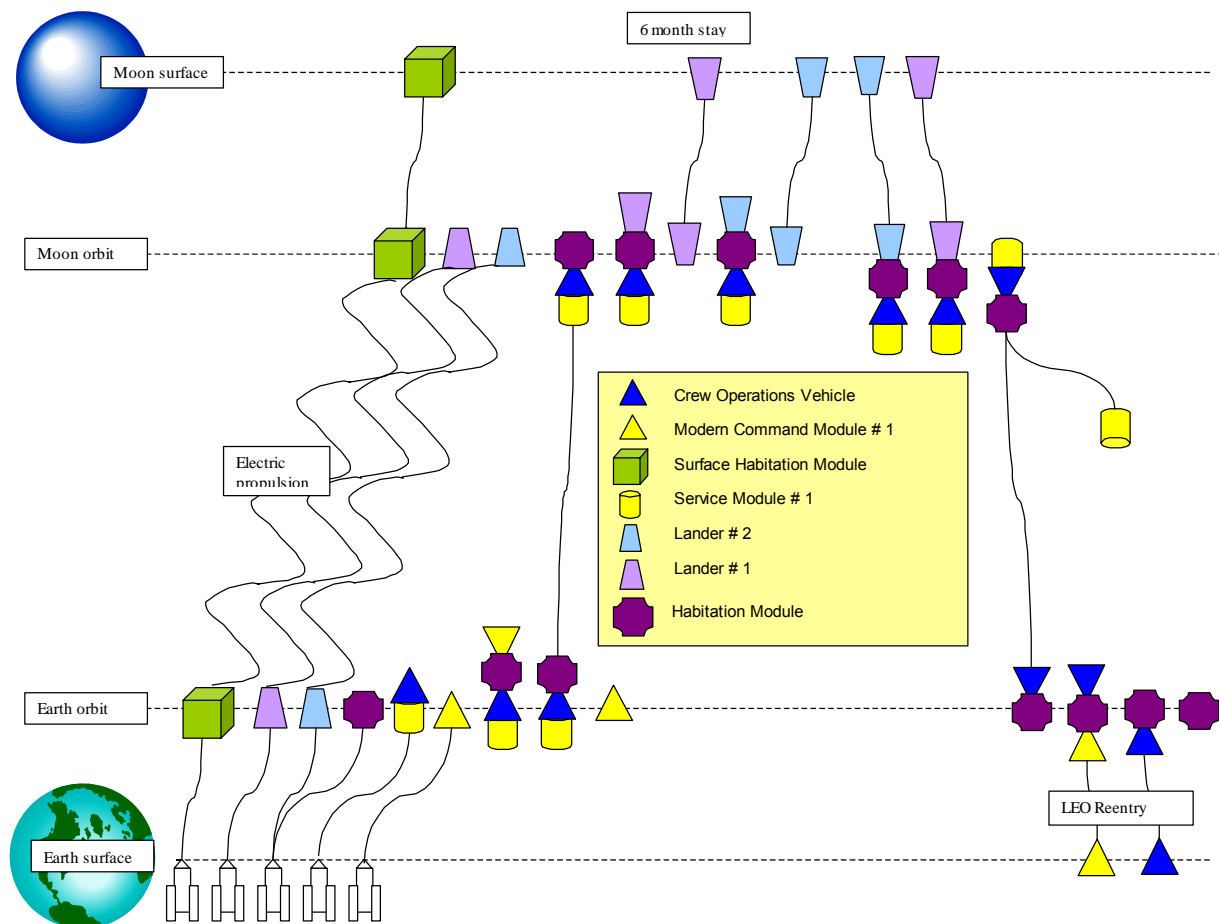 6 month stay
Moon surface
Moon orbit
Crew Operations Vehicle
Modern Command Module # 1
Surface Habitation Module
Service Module # 1
Lander # 2
Lander # 1
Habitation Module
Electric
propulsion
Earth orbit
LEO Reentry
Earth surface